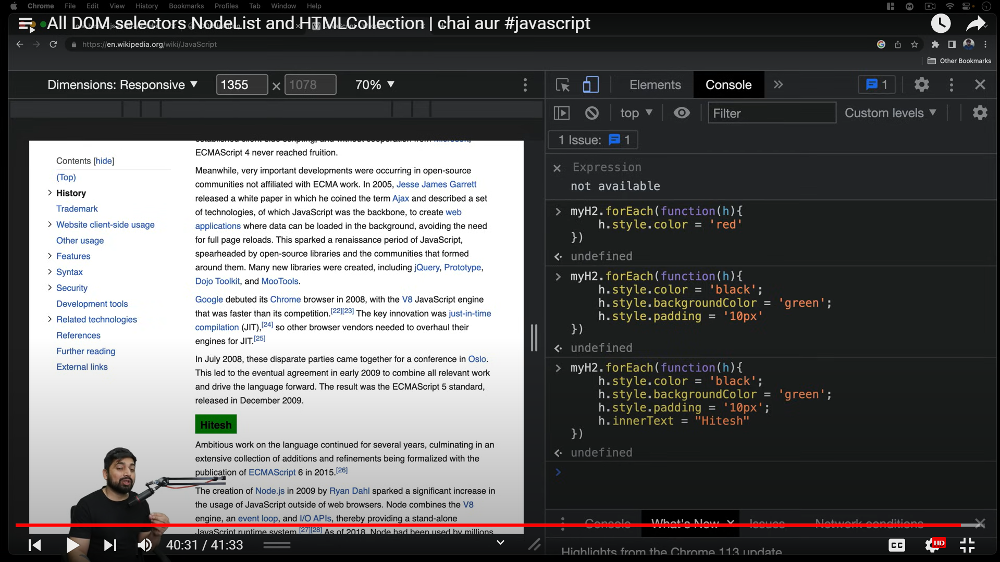 Chrome File Edit View History Bookmarks Profiles Tab Window Help
All DOM selectors NodeList and HTMLCollection | chai aur #javascript
https://en.wikipedia.org/wiki/JavaScript
Other Bookmarks
Dimensions: Responsive ▼ 1355 × 1078 70% ▼
Elements Console » 1
top ▼ Filter Custom levels ▼
1 Issue: 1
Contents [hide]
(Top)
History
Trademark
Website client-side usage
Other usage
Features
Syntax
Security
Development tools
Related technologies
References
Further reading
External links
established client-side scripting, and without cooperation from Microsoft,
ECMAScript 4 never reached fruition.
Meanwhile, very important developments were occurring in open-source
communities not affiliated with ECMA work. In 2005, Jesse James Garrett
released a white paper in which he coined the term Ajax and described a set
of technologies, of which JavaScript was the backbone, to create web
applications where data can be loaded in the background, avoiding the need
for full page reloads. This sparked a renaissance period of JavaScript,
spearheaded by open-source libraries and the communities that formed
around them. Many new libraries were created, including jQuery, Prototype,
Dojo Toolkit, and MooTools.
Google debuted its Chrome browser in 2008, with the V8 JavaScript engine
that was faster than its competition.[22][23] The key innovation was just-in-time
compilation (JIT),[24] so other browser vendors needed to overhaul their
engines for JIT.[25]
In July 2008, these disparate parties came together for a conference in Oslo.
This led to the eventual agreement in early 2009 to combine all relevant work
and drive the language forward. The result was the ECMAScript 5 standard,
released in December 2009.
Hitesh
Ambitious work on the language continued for several years, culminating in an
extensive collection of additions and refinements being formalized with the
publication of ECMAScript 6 in 2015.[26]
The creation of Node.js in 2009 by Ryan Dahl sparked a significant increase in
the usage of JavaScript outside of web browsers. Node combines the V8
engine, an event loop, and I/O APIs, thereby providing a stand-alone
JavaScript runtime system.[27][28] As of 2018, Node had been used by millions
Expression
not available
> myH2.forEach(function(h){
h.style.color = 'red'
})
undefined
> myH2.forEach(function(h){
h.style.color = 'black';
h.style.backgroundColor = 'green';
h.style.padding = '10px'
})
undefined
> myH2.forEach(function(h){
h.style.color = 'black';
h.style.backgroundColor = 'green';
h.style.padding = '10px';
h.innerText = "Hitesh"
})
undefined
>
Console What's New Issues Network conditions
Highlights from the Chrome 113 update
40:31 / 41:33
CC HD